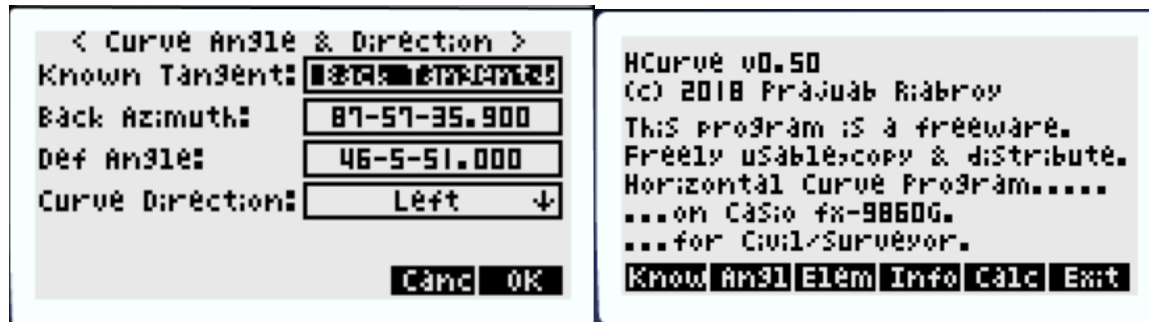 < Curve Angle & Direction >
Known Tangent:
Back Azimuth: 87-57-35.900
Def Angle: 46-5-51.000
Curve Direction: Left
Canc OK
HCurve v0.50
(c) 2018 Prajuab Riabroy
This program is a freeware.
Freely usable,copy & distribute.
Horizontal Curve Program.....
...on Casio fx-9860G.
...for Civil/Surveyor.
Know Angl Elem Info Calc Exit